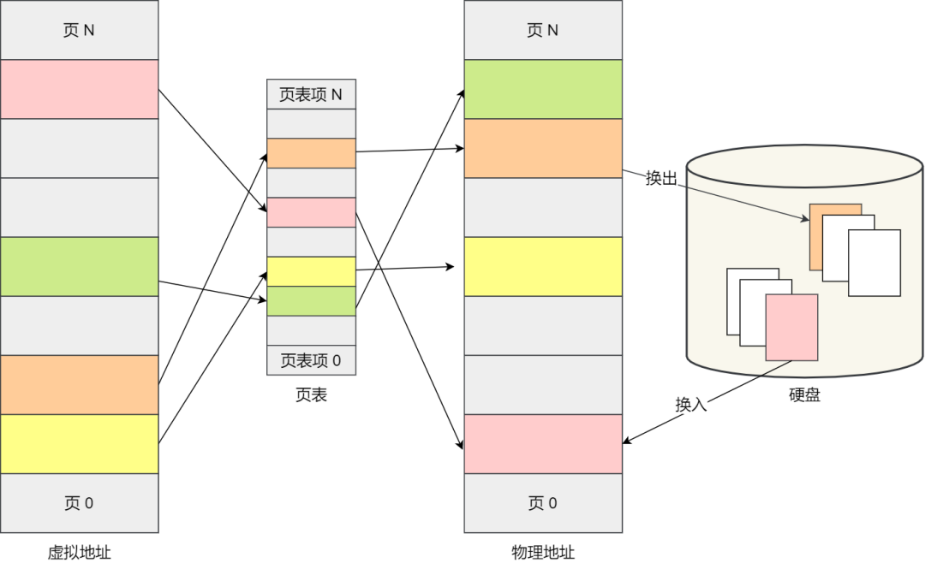 页 N
页 0
虚拟地址
页表项 N
页表项 0
页表
页 N
页 0
物理地址
换出
换入
硬盘